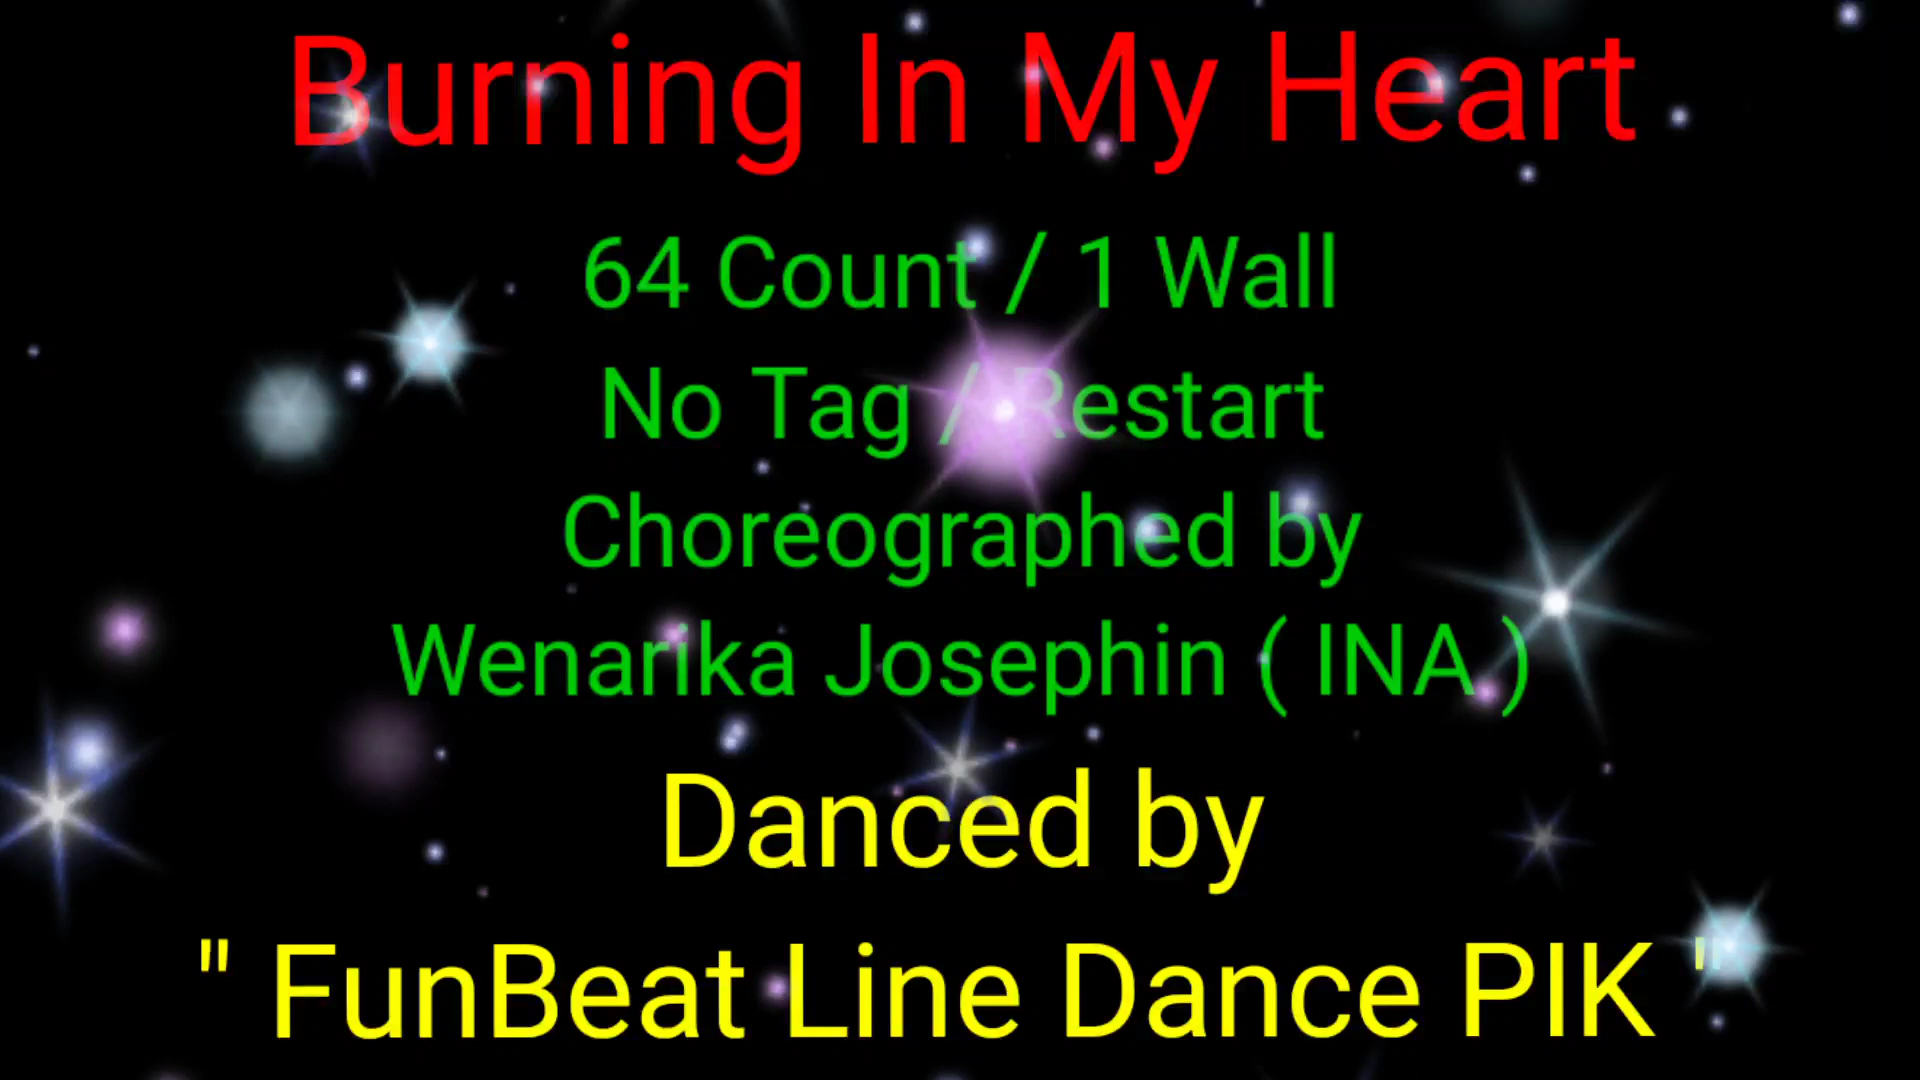 Burning In My Heart
64 Count / 1 Wall
No Tag / Restart
Choreographed by
Wenarika Josephin ( INA )
Danced by
" FunBeat Line Dance PIK "